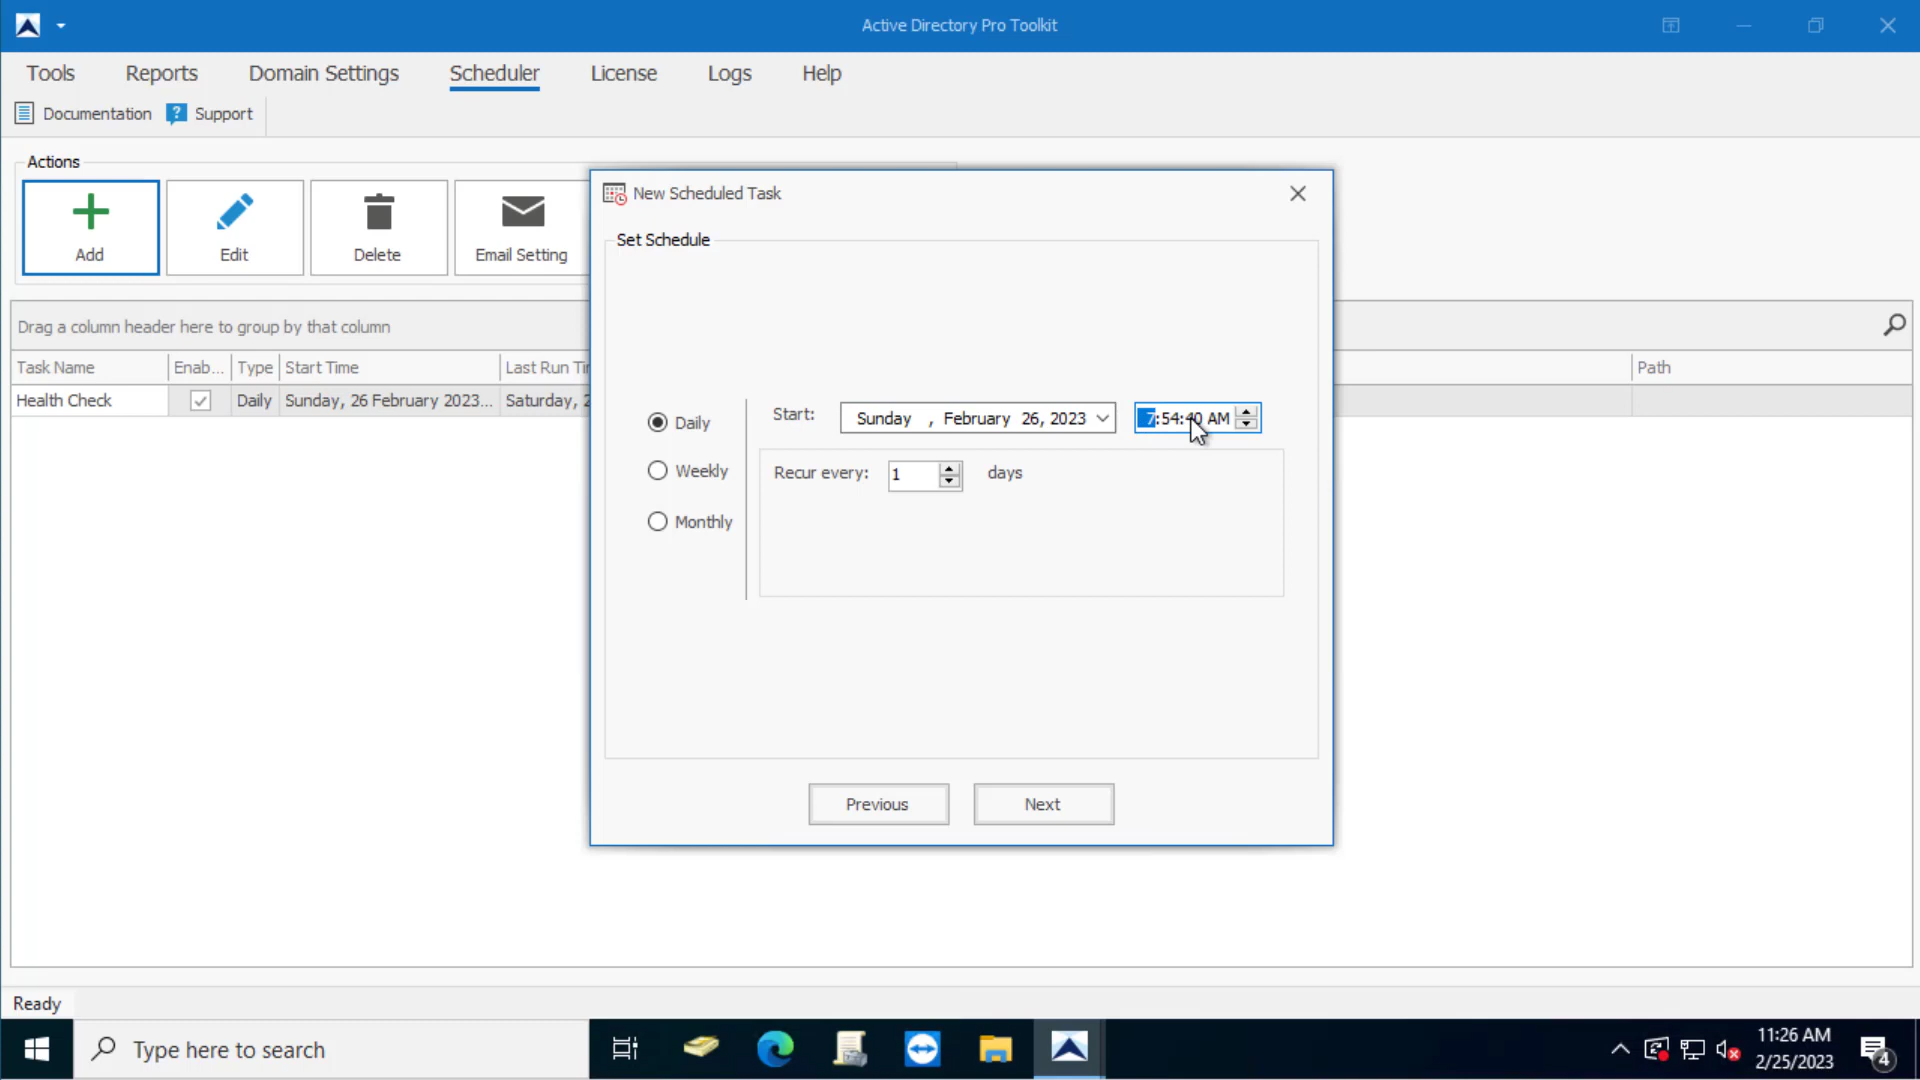 Active Directory Pro Toolkit
Tools Reports Domain Settings Scheduler License Logs Help
Documentation ? Support
Actions
Add Edit Delete Email Setting
New Scheduled Task
Set Schedule
Drag a column header here to group by that column
Task Name Enab... Type Start Time Last Run Ti Path
Health Check Daily Sunday, 26 February 2023... Saturday, 2
Daily Start: Sunday , February 26, 2023 7:54:40 AM
Weekly Recur every: 1 days
Monthly
Previous Next
Ready
Type here to search 11:26 AM
2/25/2023 4